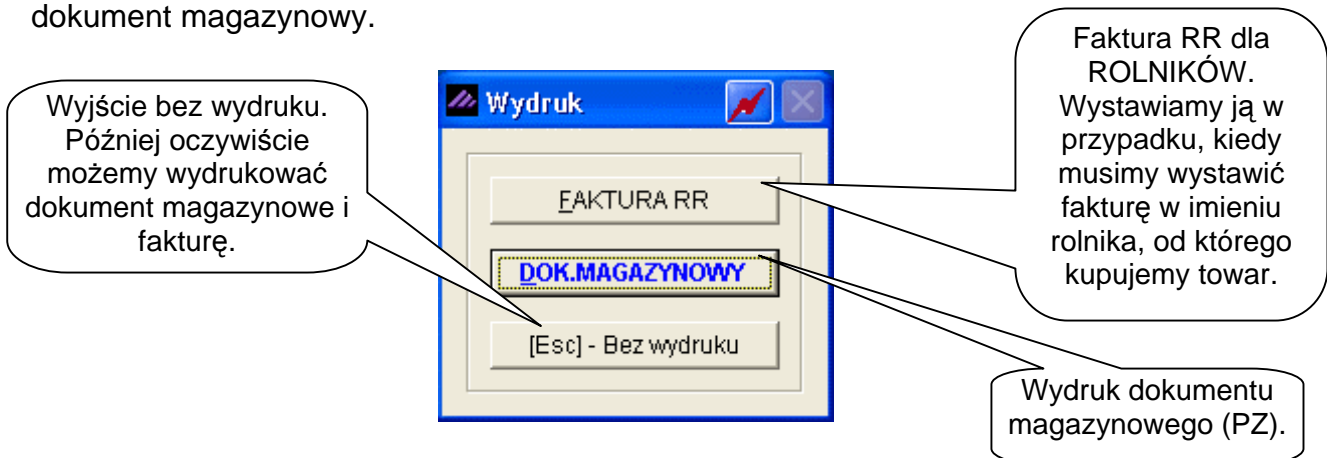 dokument magazynowy.
Wyjście bez wydruku.
Później oczywiście
możemy wydrukować
dokument magazynowe i
fakturę.
Wydruk
FAKTURA RR
DOK.MAGAZYNOWY
[Esc] - Bez wydruku
Faktura RR dla
ROLNIKÓW.
Wystawiamy ją w
przypadku, kiedy
musimy wystawić
fakturę w imieniu
rolnika, od którego
kupujemy towar.
Wydruk dokumentu
magazynowego (PZ).